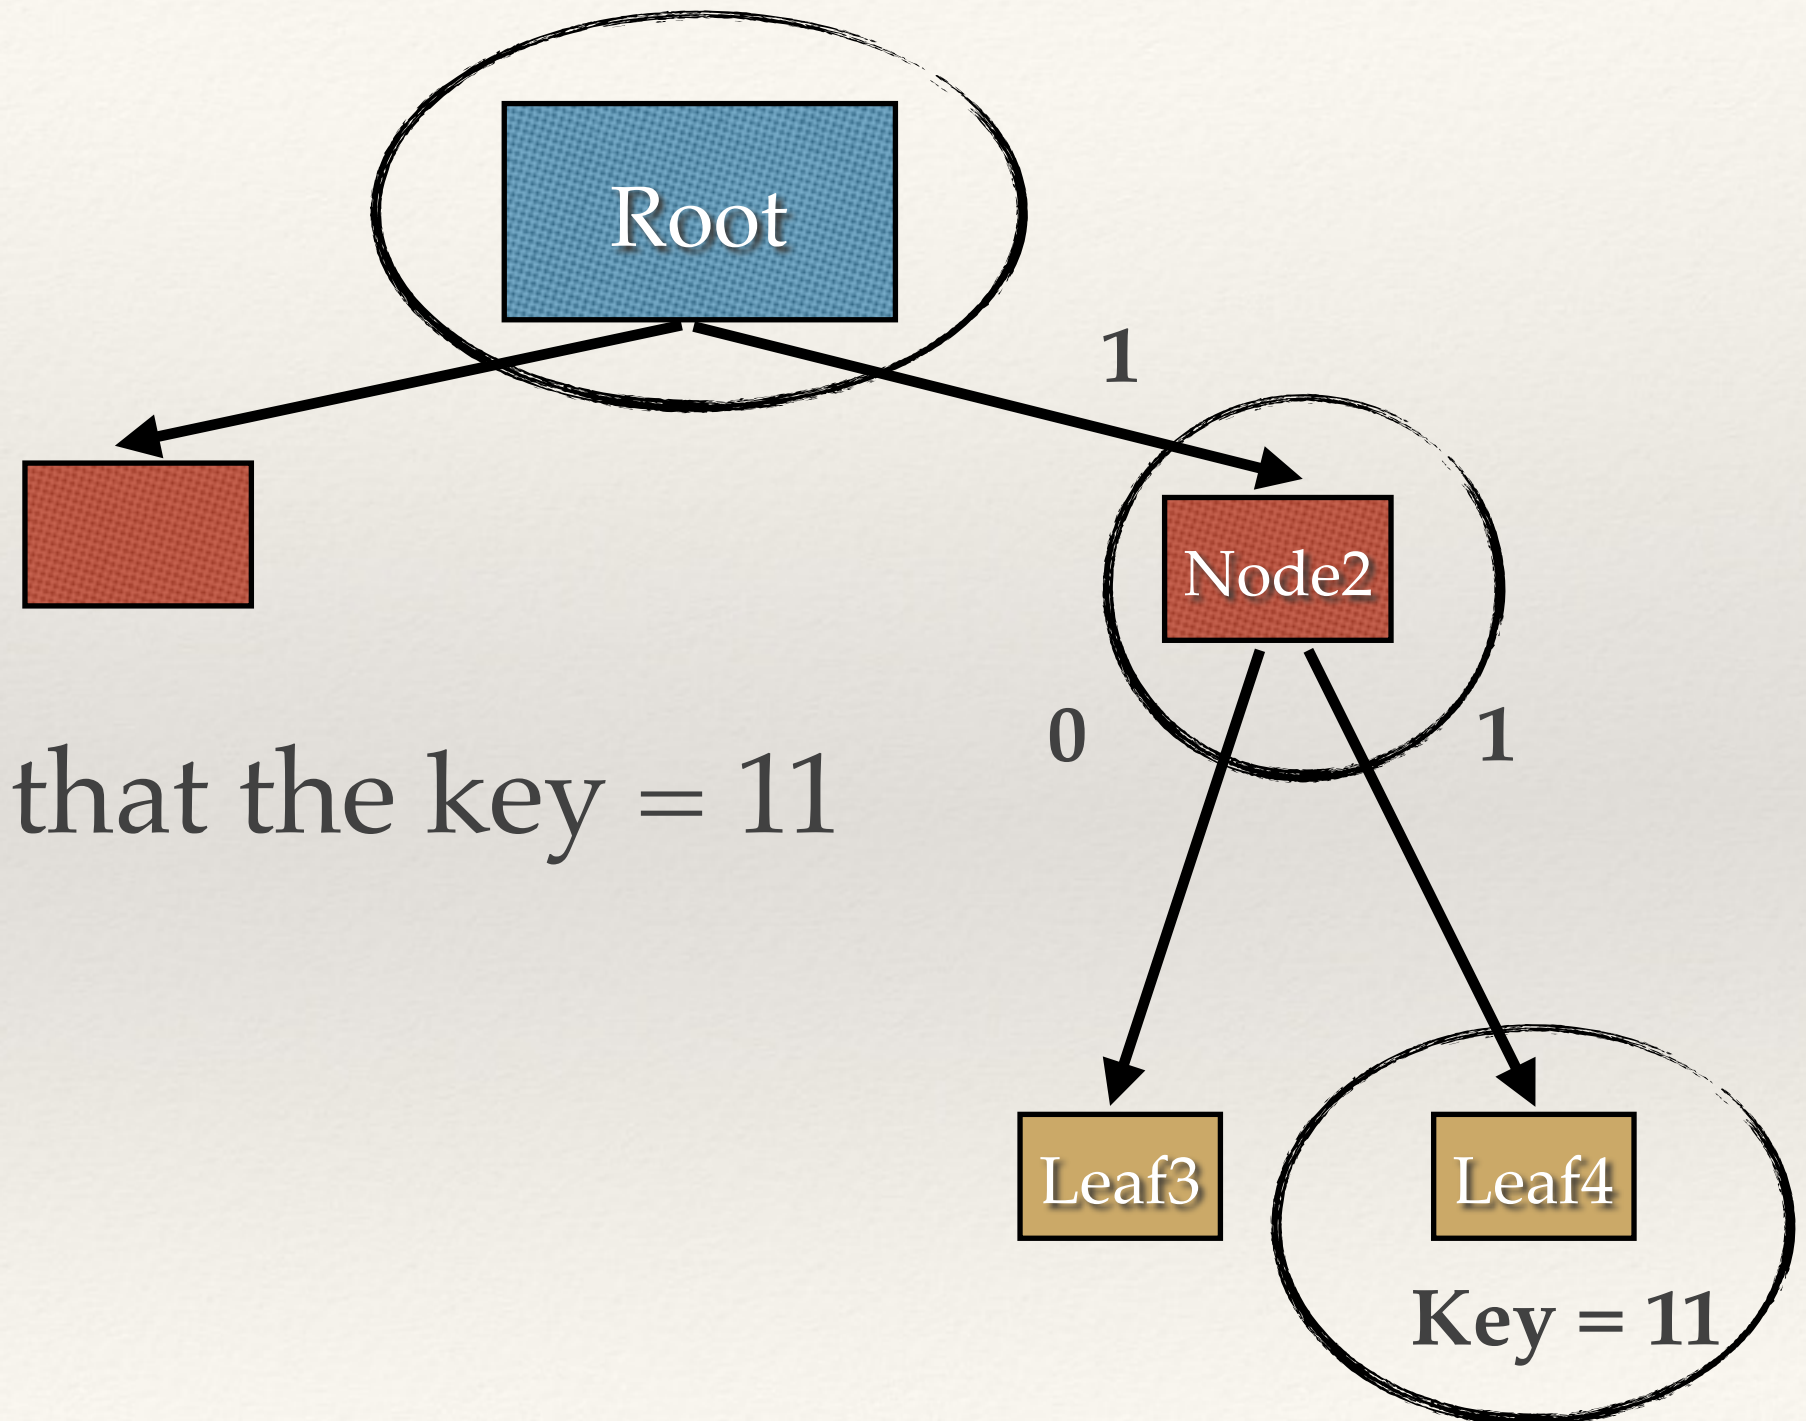 Root
1
Node2
0
1
that the key = 11
Leaf3
Leaf4
Key = 11